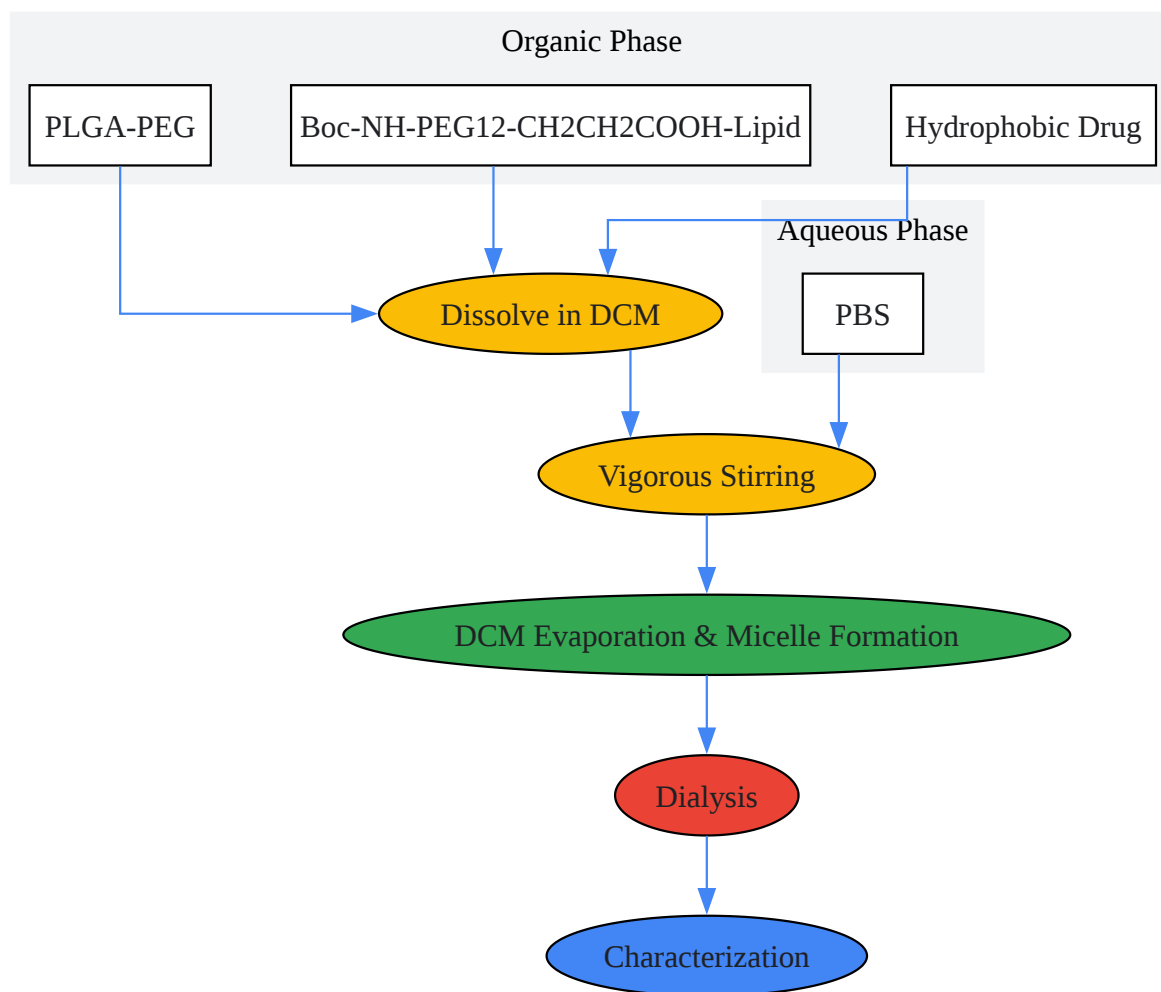 Organic Phase
PLGA-PEG
Boc-NH-PEG12-CH2CH2COOH-Lipid
Hydrophobic Drug
Aqueous Phase
Dissolve in DCM
PBS
Vigorous Stirring
DCM Evaporation & Micelle Formation
Dialysis
Characterization